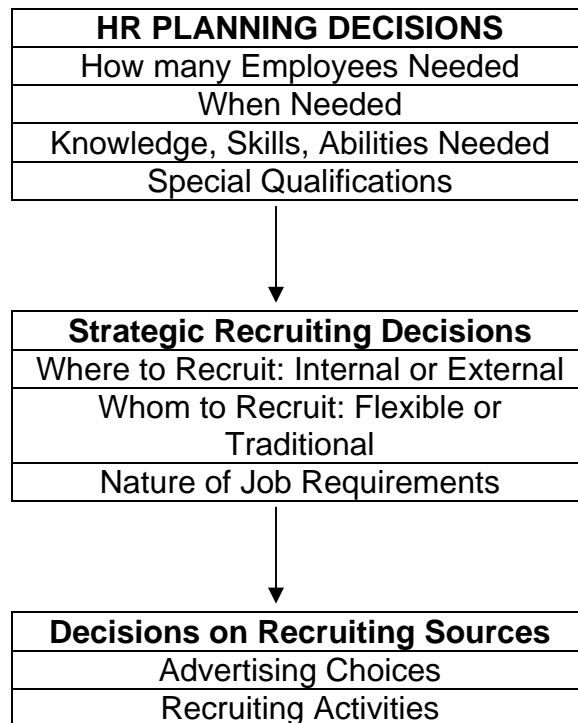 HR PLANNING DECISIONS
How many Employees Needed
When Needed
Knowledge, Skills, Abilities Needed
Special Qualifications
Strategic Recruiting Decisions
Where to Recruit: Internal or External
Whom to Recruit: Flexible or
Traditional
Nature of Job Requirements
Decisions on Recruiting Sources
Advertising Choices
Recruiting Activities